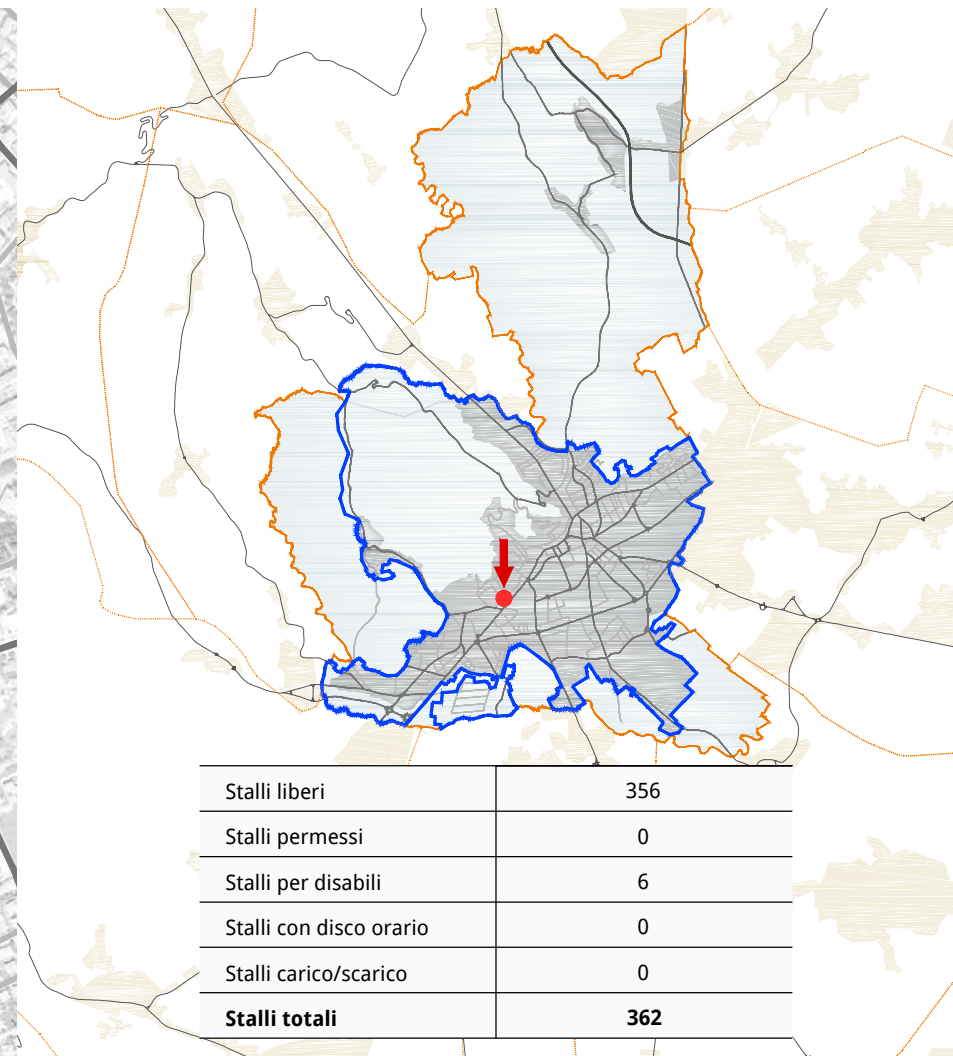 Stalli liberi 356
Stalli permessi 0
Stalli per disabili 6
Stalli con disco orario 0
Stalli carico/scarico 0
Stalli totali 362